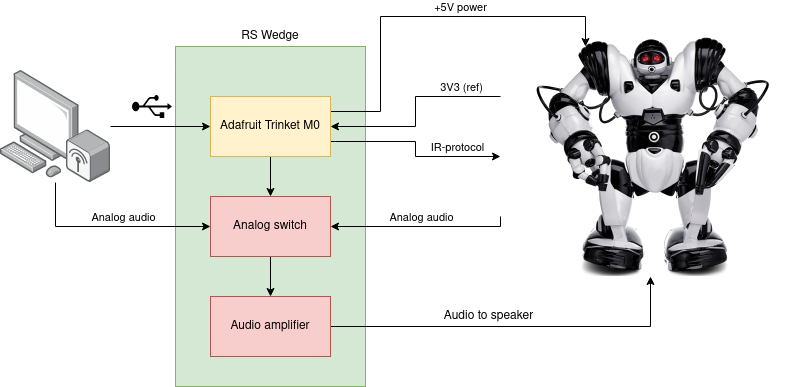 +5V power
RS Wedge
3V3 (ref)
Adafruit Trinket M0
IR-protocol
Analog audio
Analog switch
Analog audio
Audio amplifier
Audio to speaker